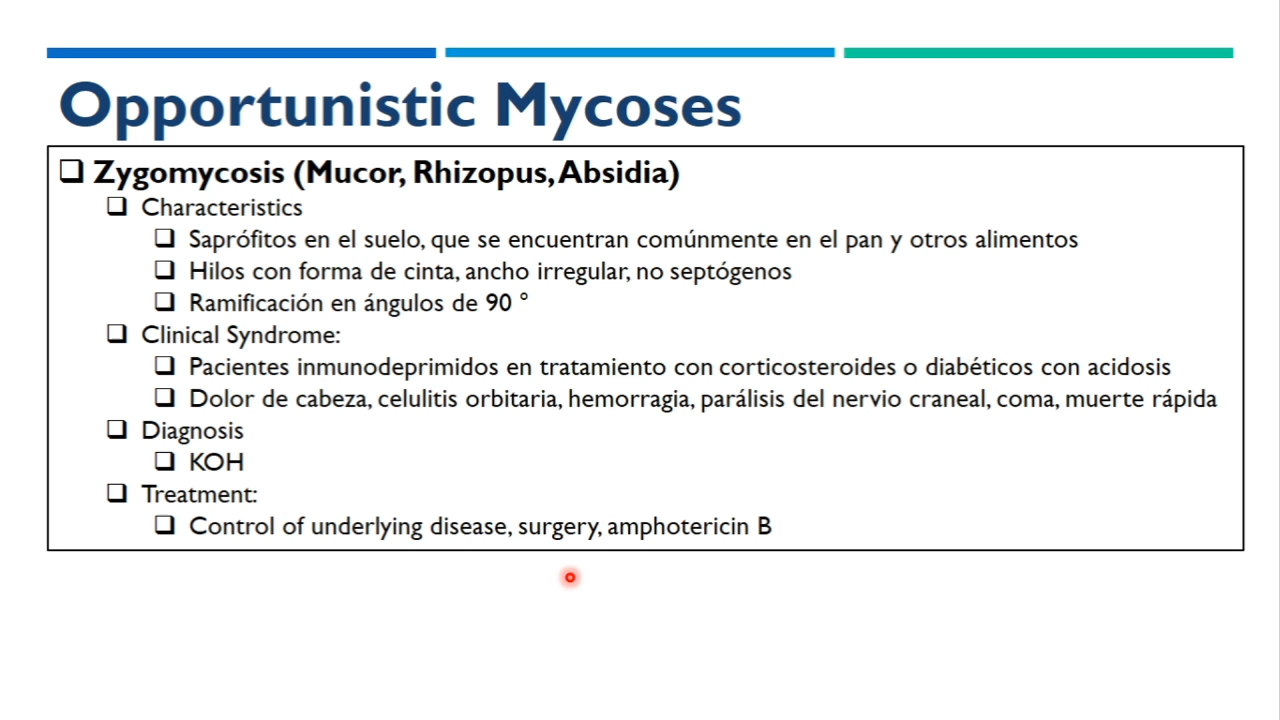 Opportunistic Mycoses
Zygomycosis (Mucor, Rhizopus, Absidia)
Characteristics
Saprófitos en el suelo, que se encuentran comúnmente en el pan y otros alimentos
Hilos con forma de cinta, ancho irregular, no septógenos
Ramificación en ángulos de 90 °
Clinical Syndrome:
Pacientes inmunodeprimidos en tratamiento con corticosteroides o diabéticos con acidosis
Dolor de cabeza, celulitis orbitaria, hemorragia, parálisis del nervio craneal, coma, muerte rápida
Diagnosis
KOH
Treatment:
Control of underlying disease, surgery, amphotericin B